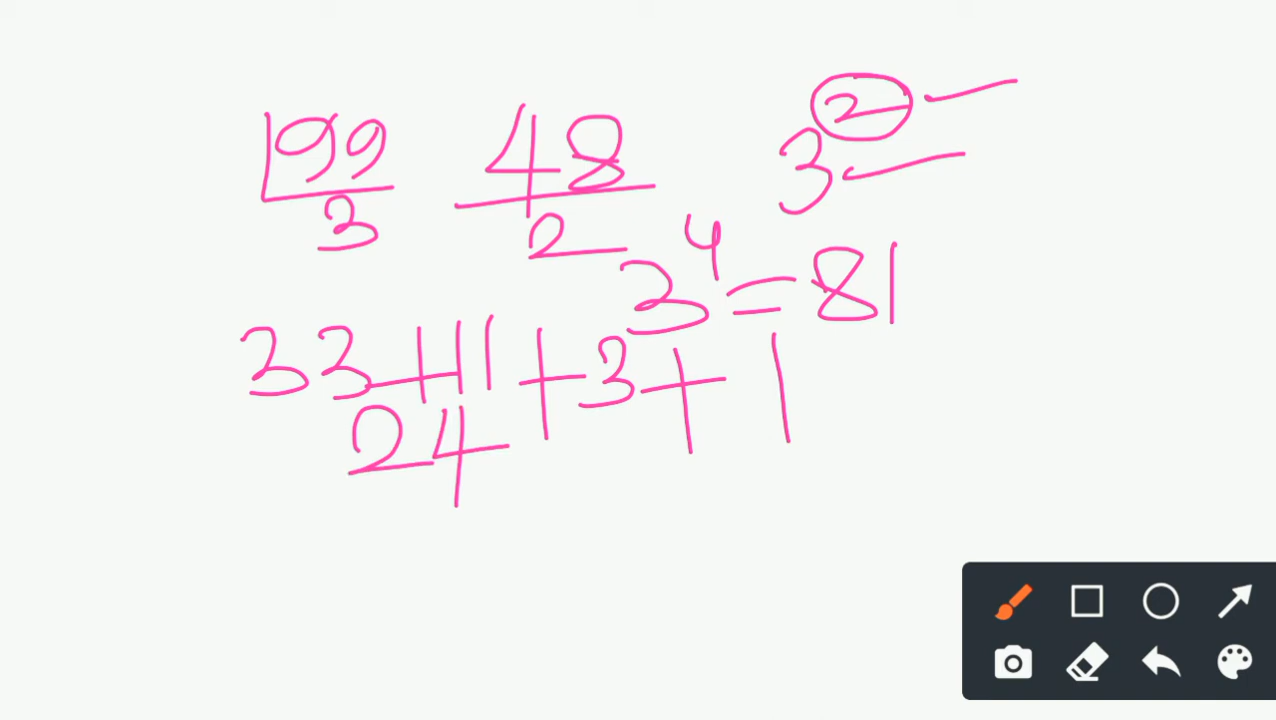 199/3 48/2 3²
3⁴ = 81
33+11+3+1
24